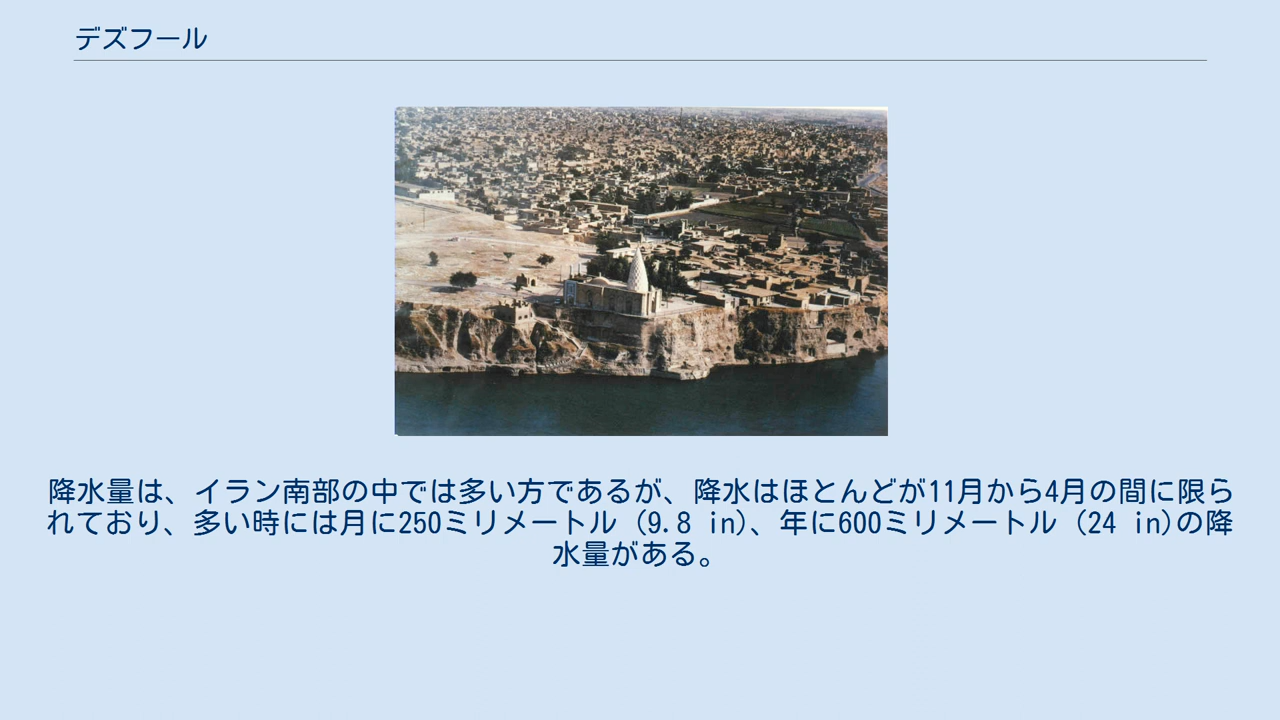 デズフール
降水量は、イラン南部の中では多い方であるが、降水はほとんどが11月から4月の間に限ら
れており、多い時には月に250ミリメートル (9.8 in)、年に600ミリメートル (24 in)の降
水量がある。